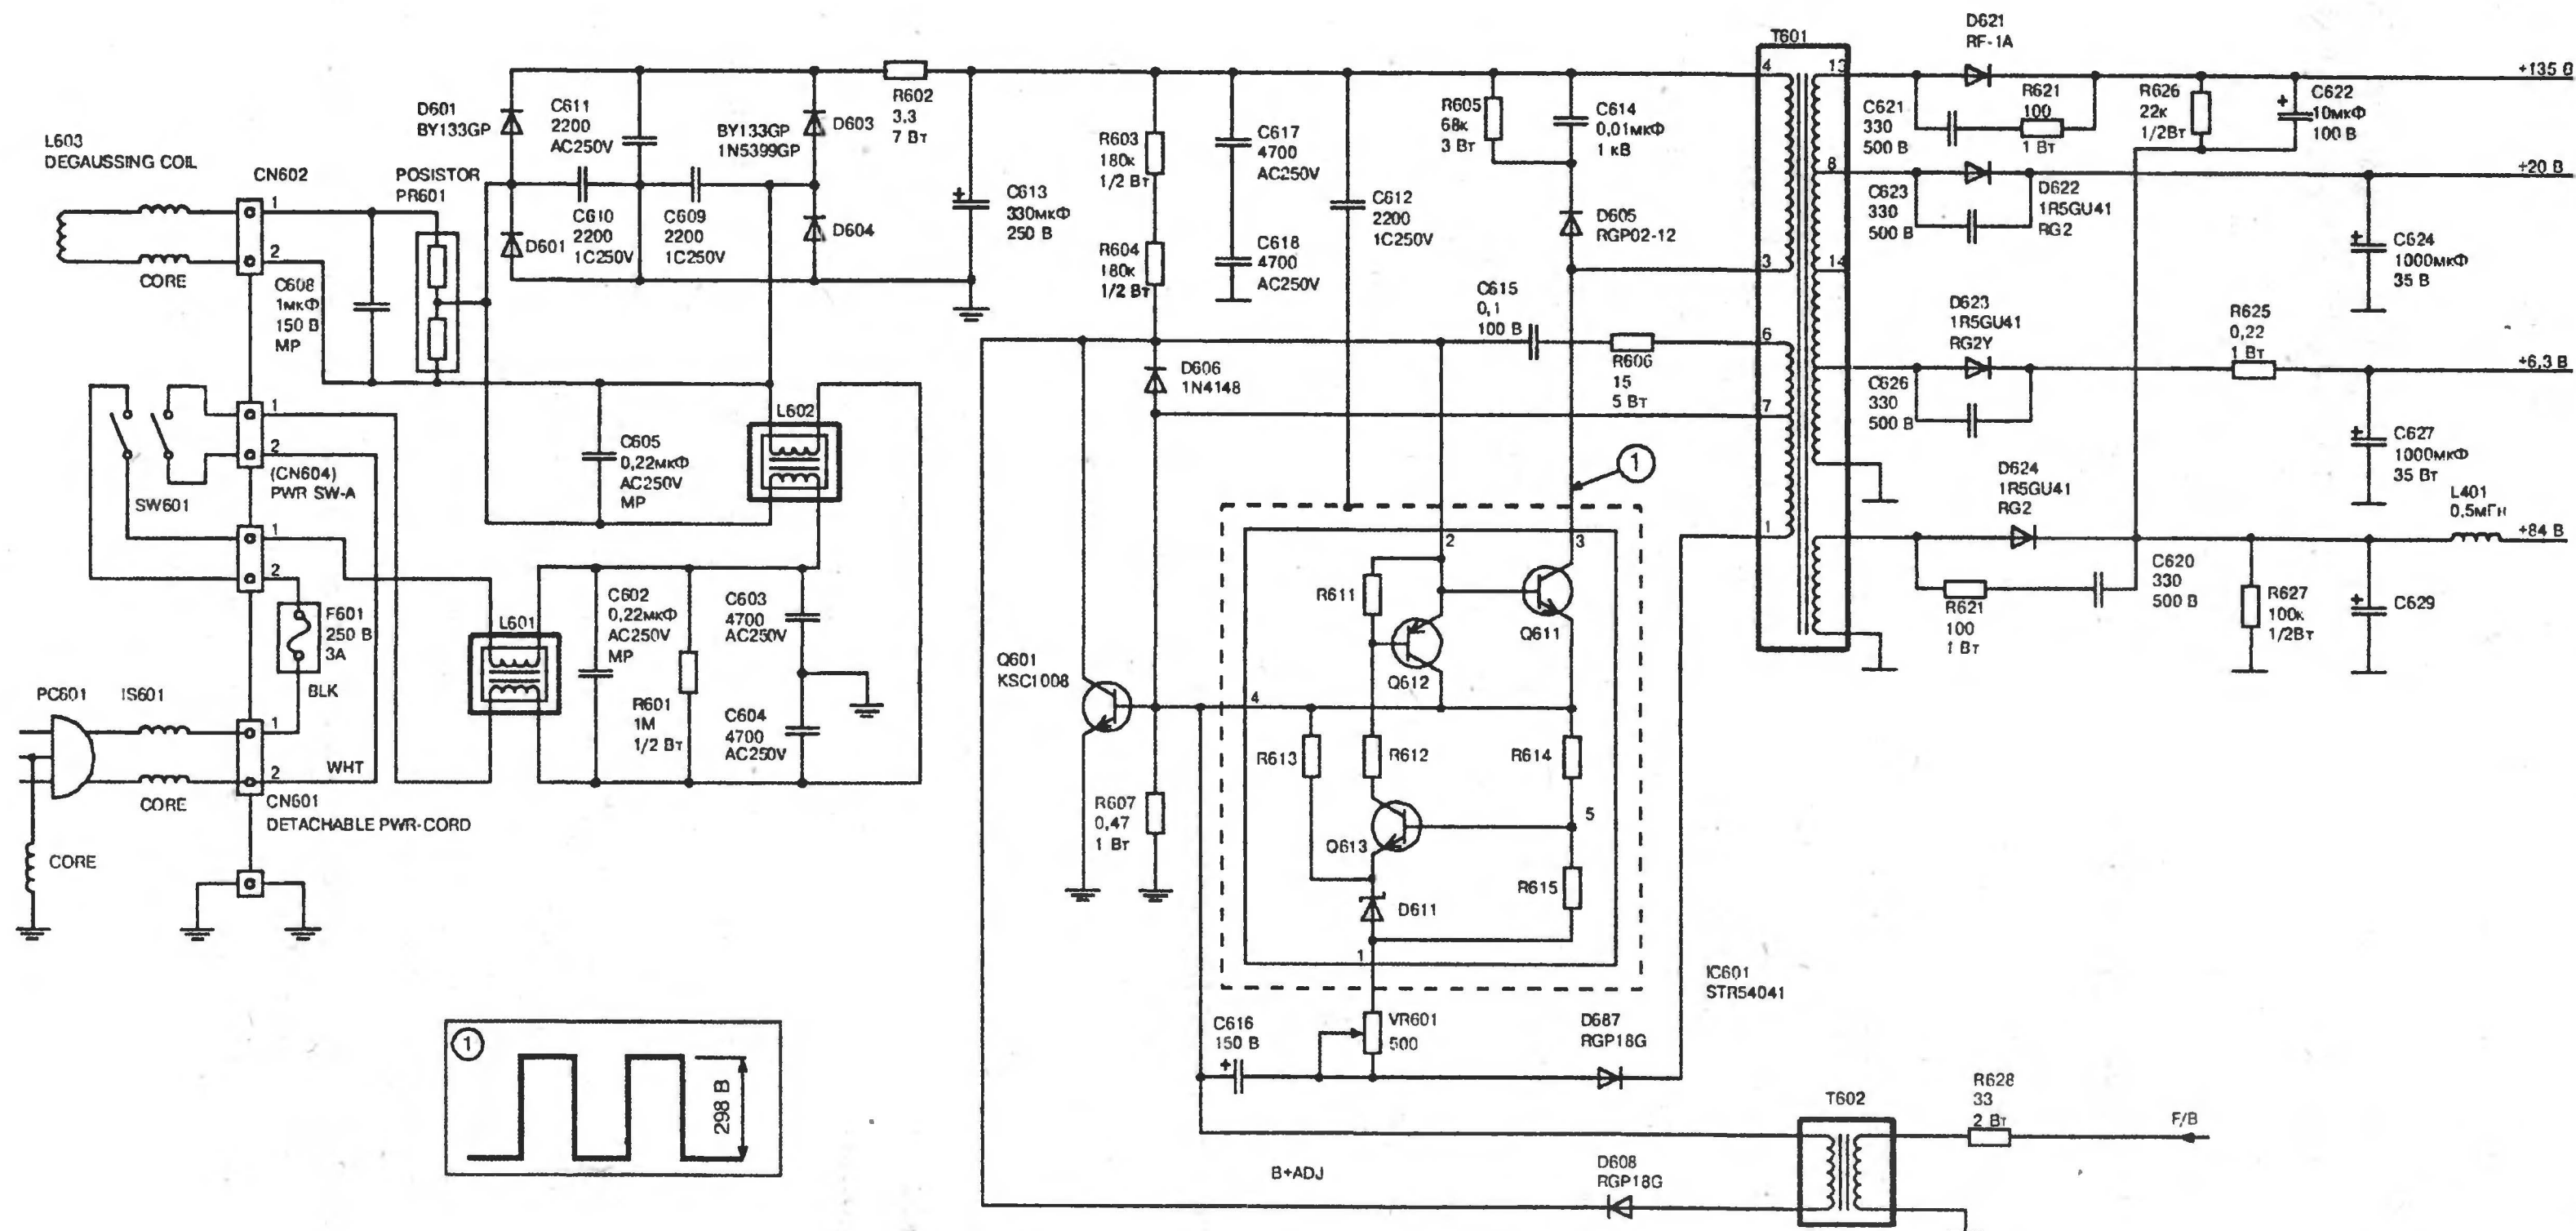 L603
DEGAUSSING COIL
CN602
1
2
CORE
C608
1мкФ
150 В
MP
POSISTOR
PR601
D601
BY133GP
C611
2200
AC250V
D601
C610
2200
1C250V
C609
2200
1C250V
BY133GP
1N5399GP
D603
D604
R602
3.3
7 Вт
C613
330мкФ
250 В
+
R603
180к
1/2 Вт
R604
180к
1/2 Вт
C617
4700
AC250V
C618
4700
AC250V
C612
2200
1C250V
R605
68к
3 Вт
C614
0,01мкФ
1 кВ
D605
RGP02-12
C615
0,1
100 В
R606
15
5 Вт
D606
1N4148
T601
4
3
6
7
1
13
8
14
D621
RF-1A
C621
330
500 В
R621
100
1 Вт
R626
22к
1/2Вт
+
C622
10мкФ
100 В
+135 В
C623
330
500 В
D622
1R5GU41
RG2
+20 В
+
C624
1000мкФ
35 В
D623
1R5GU41
RG2Y
C626
330
500 В
R625
0,22
1 Вт
+6,3 В
+
C627
1000мкФ
35 Вт
D624
1R5GU41
RG2
L401
0,5мГн
+84 В
R621
100
1 Вт
C620
330
500 В
R627
100к
1/2Вт
+
C629
1
2
(CN604)
PWR SW-A
SW601
1
2
F601
250 В
3А
BLK
PC601
IS601
1
2
WHT
CORE
CN601
DETACHABLE PWR-CORD
CORE
L602
C605
0,22мкФ
AC250V
MP
L601
C602
0,22мкФ
AC250V
MP
R601
1М
1/2 Вт
C603
4700
AC250V
C604
4700
AC250V
Q601
KSC1008
R607
0,47
1 Вт
1
2
3
4
5
1
R611
Q611
Q612
R613
R612
R614
Q613
R615
D611
IC601
STR54041
C616
150 В
+
VR601
500
D687
RGP18G
B+ADJ
D608
RGP18G
T602
R628
33
2 Вт
F/B
1
298 В